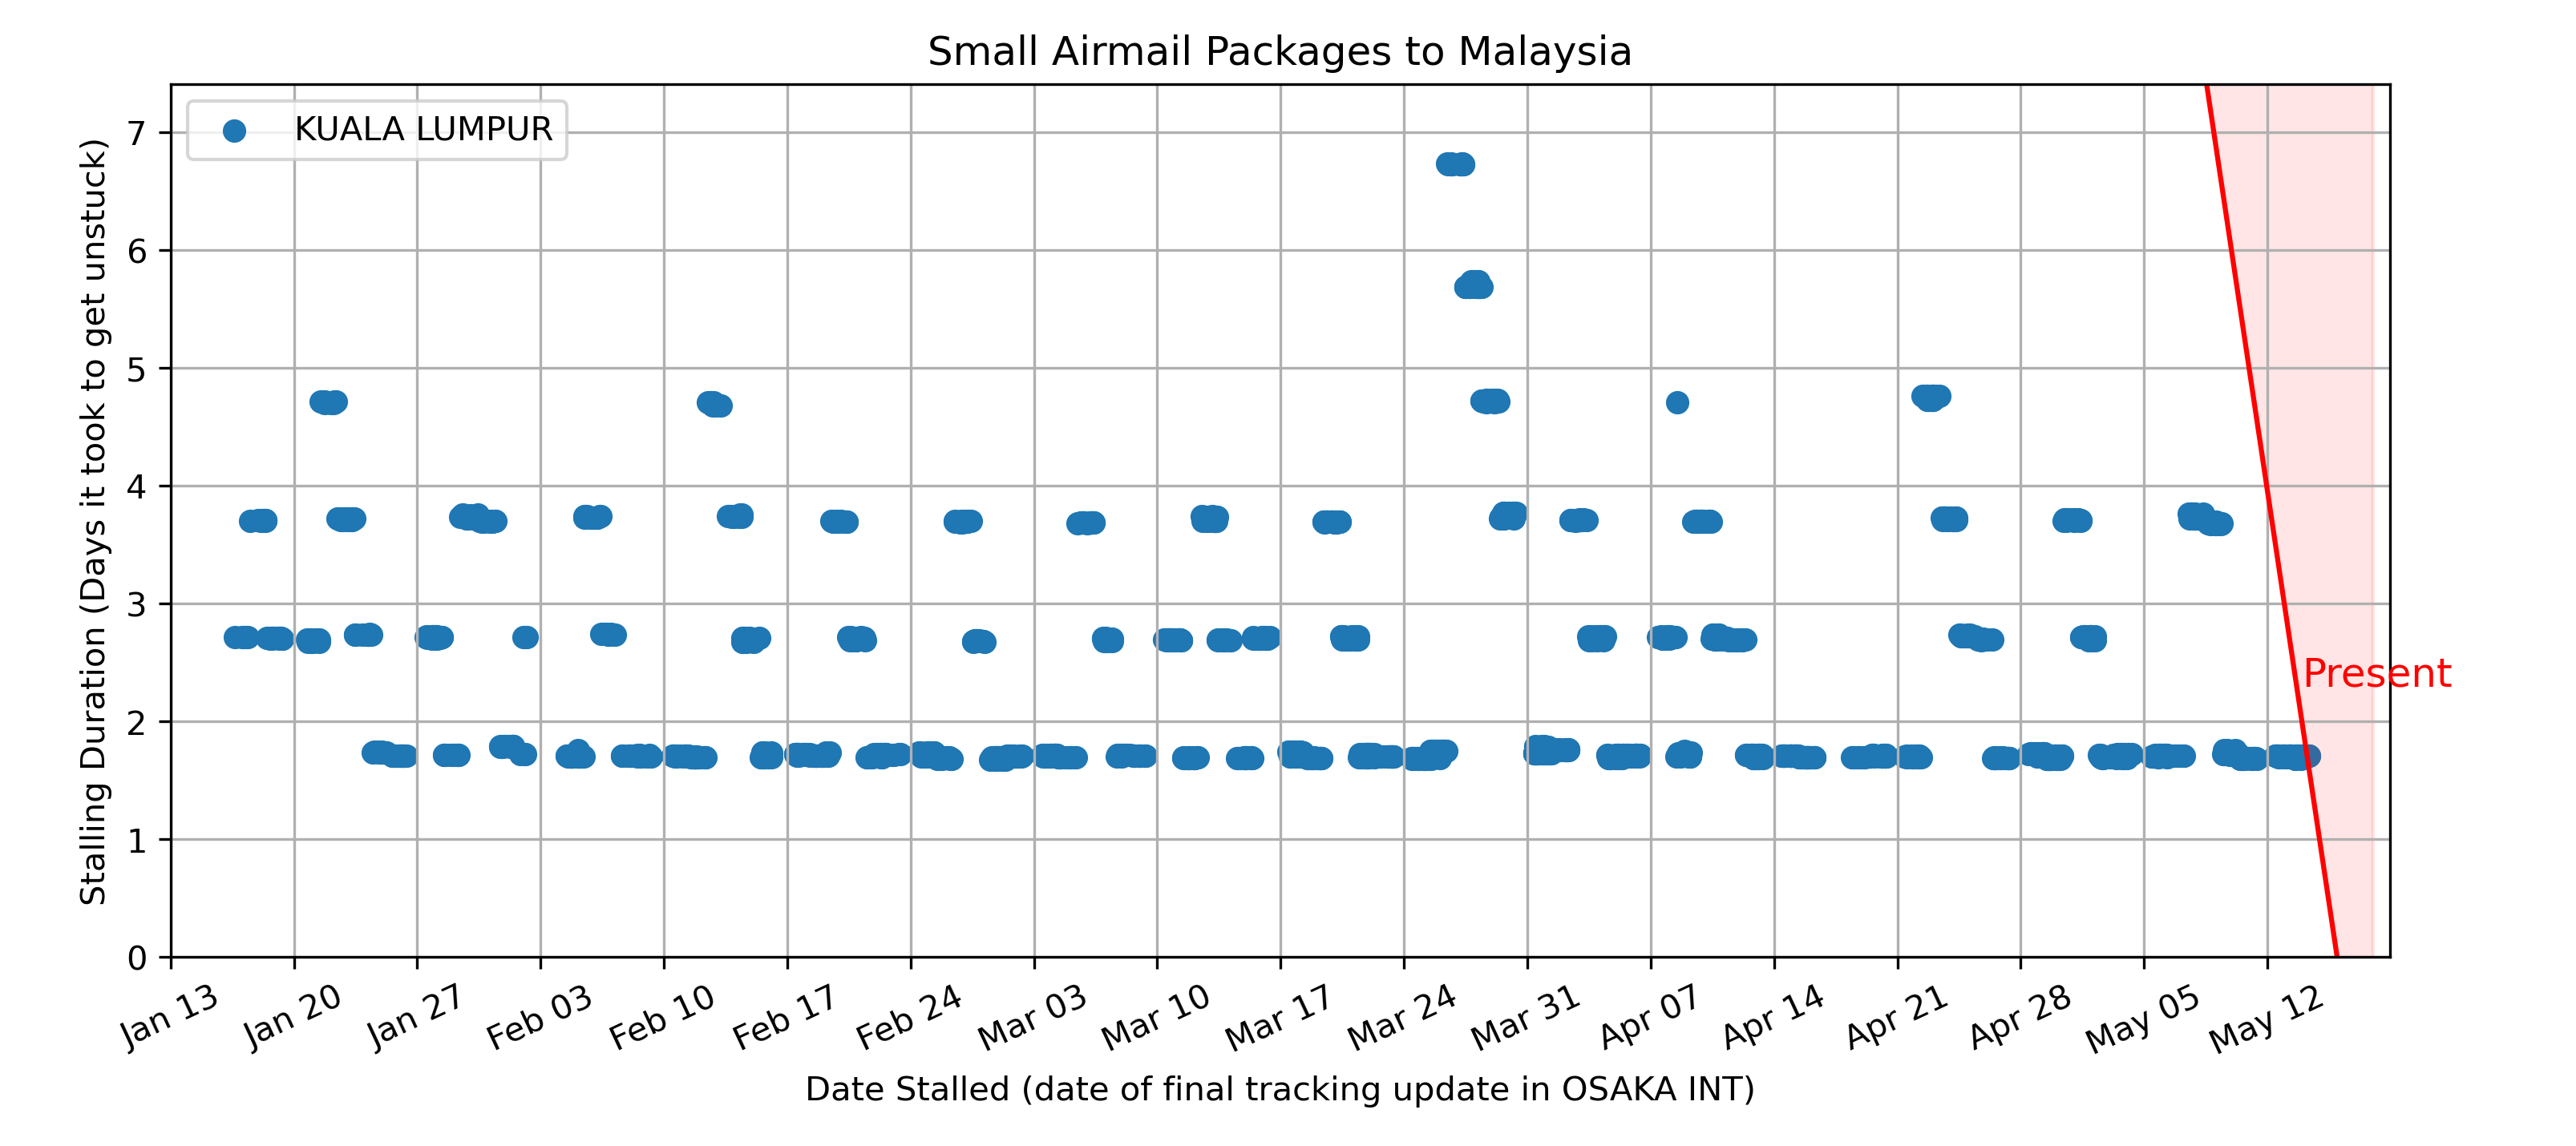 Small Airmail Packages to Malaysia
KUALA LUMPUR
Stalling Duration (Days it took to get unstuck)
7
6
5
4
3
2
1
0
Present
Jan 13
Jan 20
Jan 27
Feb 03
Feb 10
Feb 17
Feb 24
Mar 03
Mar 10
Mar 17
Mar 24
Mar 31
Apr 07
Apr 14
Apr 21
Apr 28
May 05
May 12
Date Stalled (date of final tracking update in OSAKA INT)